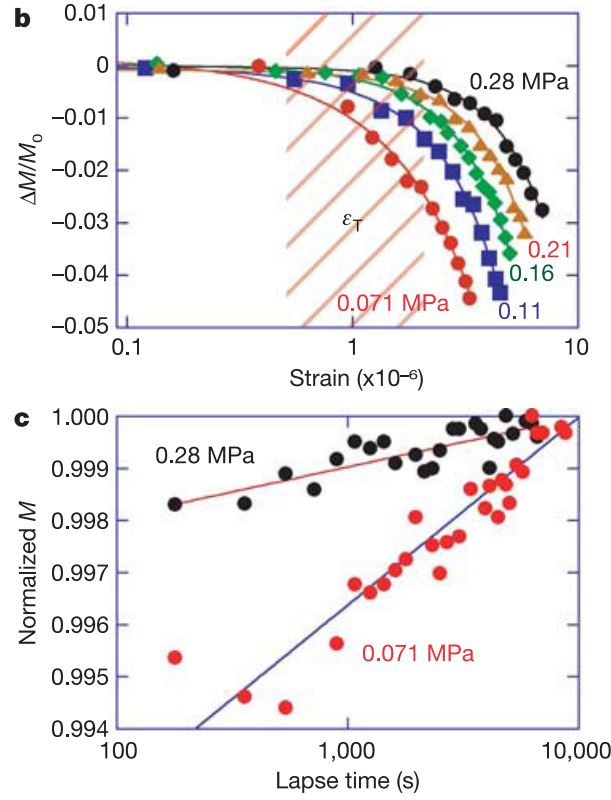 b
0.01
0
−0.01
−0.02
−0.03
−0.04
−0.05
ΔM/Mₒ
0.28 MPa
εT
0.21
0.16
0.11
0.071 MPa
0.1
1
10
Strain (x10⁻⁶)
c
1.000
0.999
0.998
0.997
0.996
0.995
0.994
Normalized M
0.28 MPa
0.071 MPa
100
1,000
10,000
Lapse time (s)